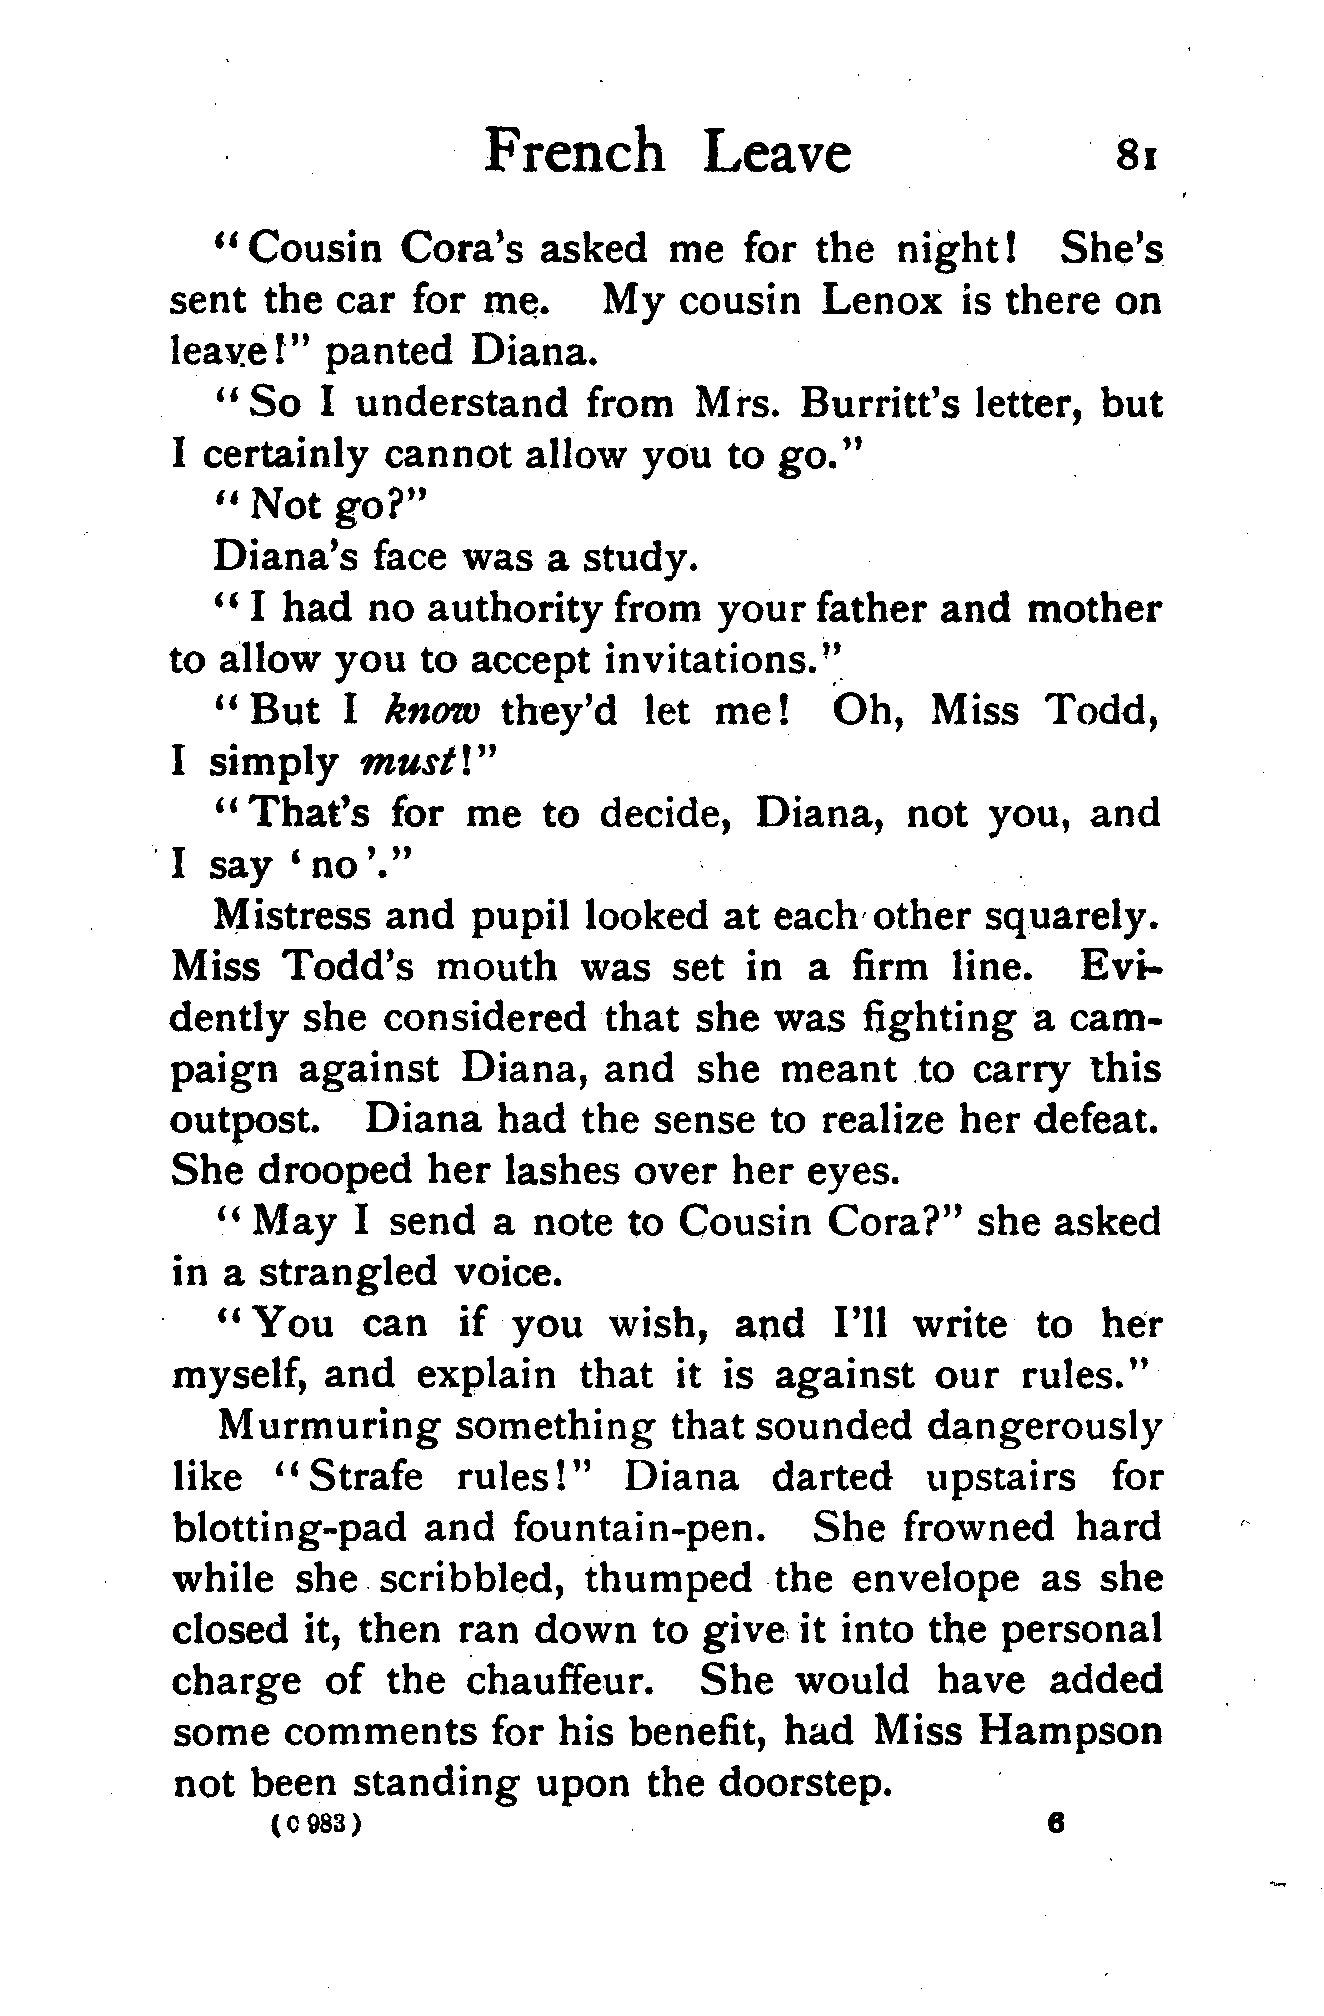 French Leave 81
"Cousin Cora's asked me for the night! She's
sent the car for me. My cousin Lenox is there on
leave!" panted Diana.
"So I understand from Mrs. Burritt's letter, but
I certainly cannot allow you to go."
"Not go?"
Diana's face was a study.
"I had no authority from your father and mother
to allow you to accept invitations."
"But I know they'd let me! Oh, Miss Todd,
I simply must!"
"That's for me to decide, Diana, not you, and
I say 'no'."
Mistress and pupil looked at each other squarely.
Miss Todd's mouth was set in a firm line. Evi-
dently she considered that she was fighting a cam-
paign against Diana, and she meant to carry this
outpost. Diana had the sense to realize her defeat.
She drooped her lashes over her eyes.
"May I send a note to Cousin Cora?" she asked
in a strangled voice.
"You can if you wish, and I'll write to her
myself, and explain that it is against our rules."
Murmuring something that sounded dangerously
like "Strafe rules!" Diana darted upstairs for
blotting-pad and fountain-pen. She frowned hard
while she scribbled, thumped the envelope as she
closed it, then ran down to give it into the personal
charge of the chauffeur. She would have added
some comments for his benefit, had Miss Hampson
not been standing upon the doorstep.
(C 983) 6